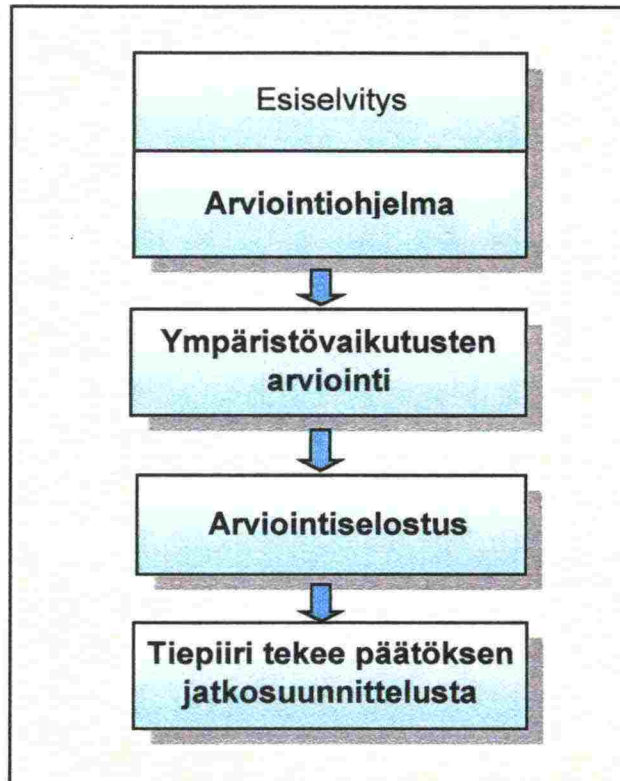 Esiselvitys
Arviointiohjelma
Ympäristövaikutusten
arviointi
Arviointiselostus
Tiepiiri tekee päätöksen
jatkosuunnittelusta